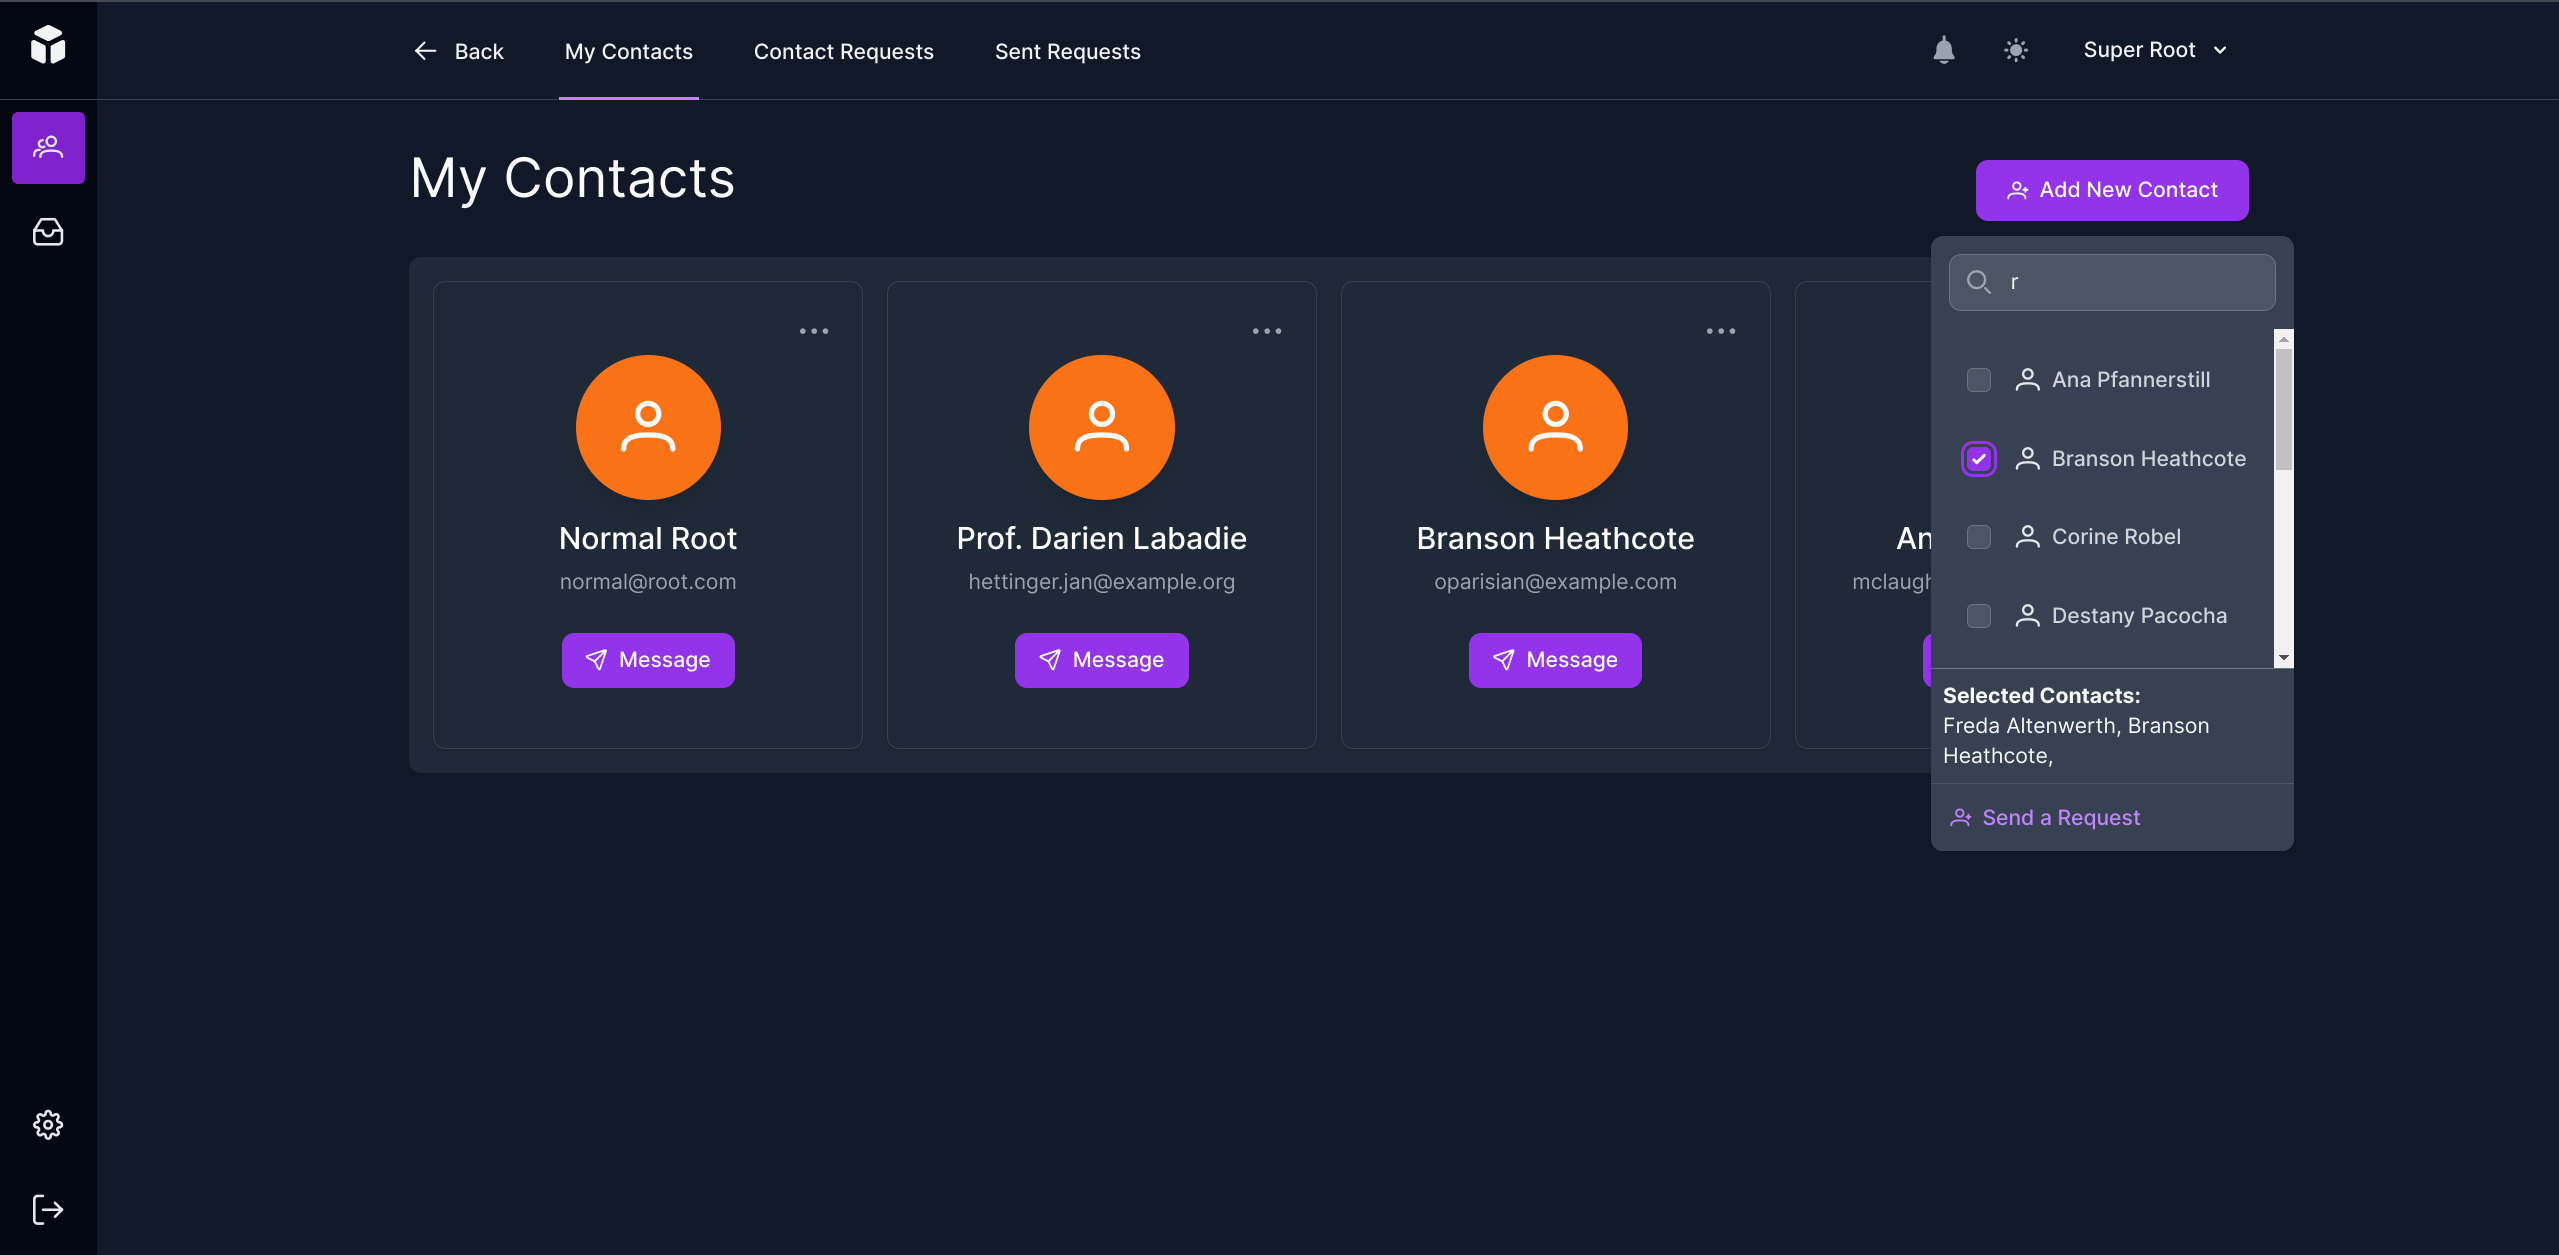 Back
My Contacts
Contact Requests
Sent Requests
Super Root
My Contacts
Add New Contact
r
Ana Pfannerstill
Branson Heathcote
Corine Robel
Destany Pacocha
Selected Contacts:
Freda Altenwerth, Branson
Heathcote,
Send a Request
Normal Root
normal@root.com
Message
Prof. Darien Labadie
hettinger.jan@example.org
Message
Branson Heathcote
oparisian@example.com
Message
An